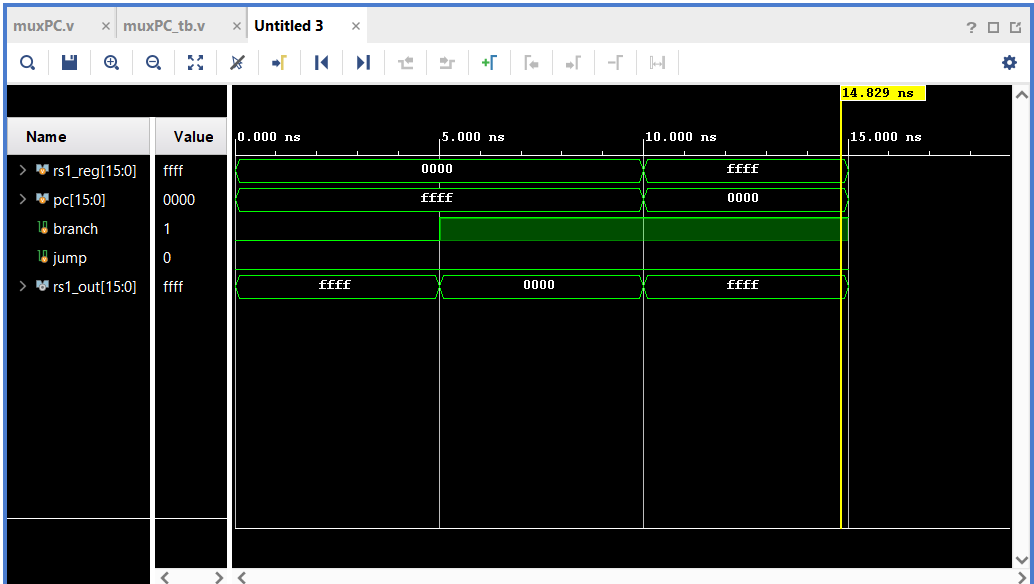 muxPC.v × muxPC_tb.v × Untitled 3 × ?
14.829 ns
Name Value 0.000 ns 5.000 ns 10.000 ns 15.000 ns
rs1_reg[15:0] ffff 0000 ffff
pc[15:0] 0000 ffff 0000
branch 1
jump 0
rs1_out[15:0] ffff ffff 0000 ffff